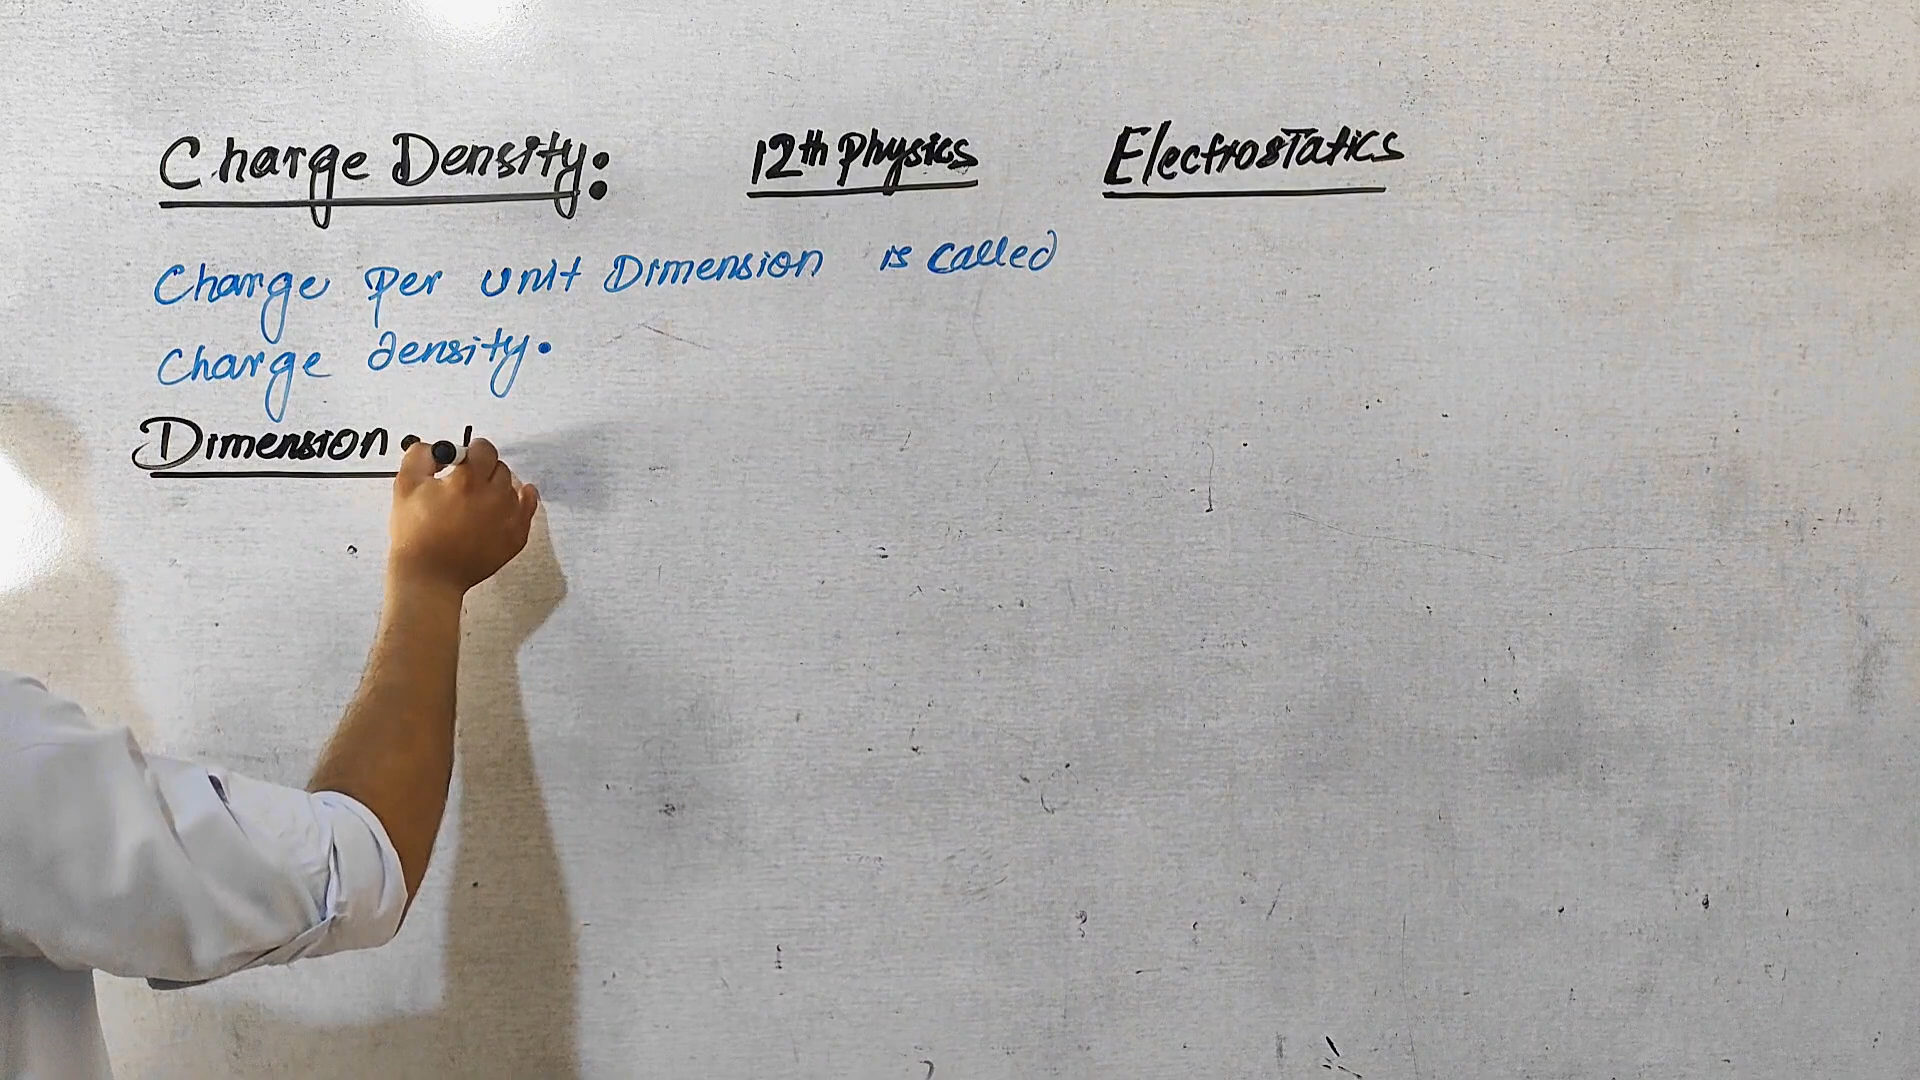 Charge Density: 12th Physics Electrostatics
Charge Per unit Dimension is called
Charge density.
Dimension